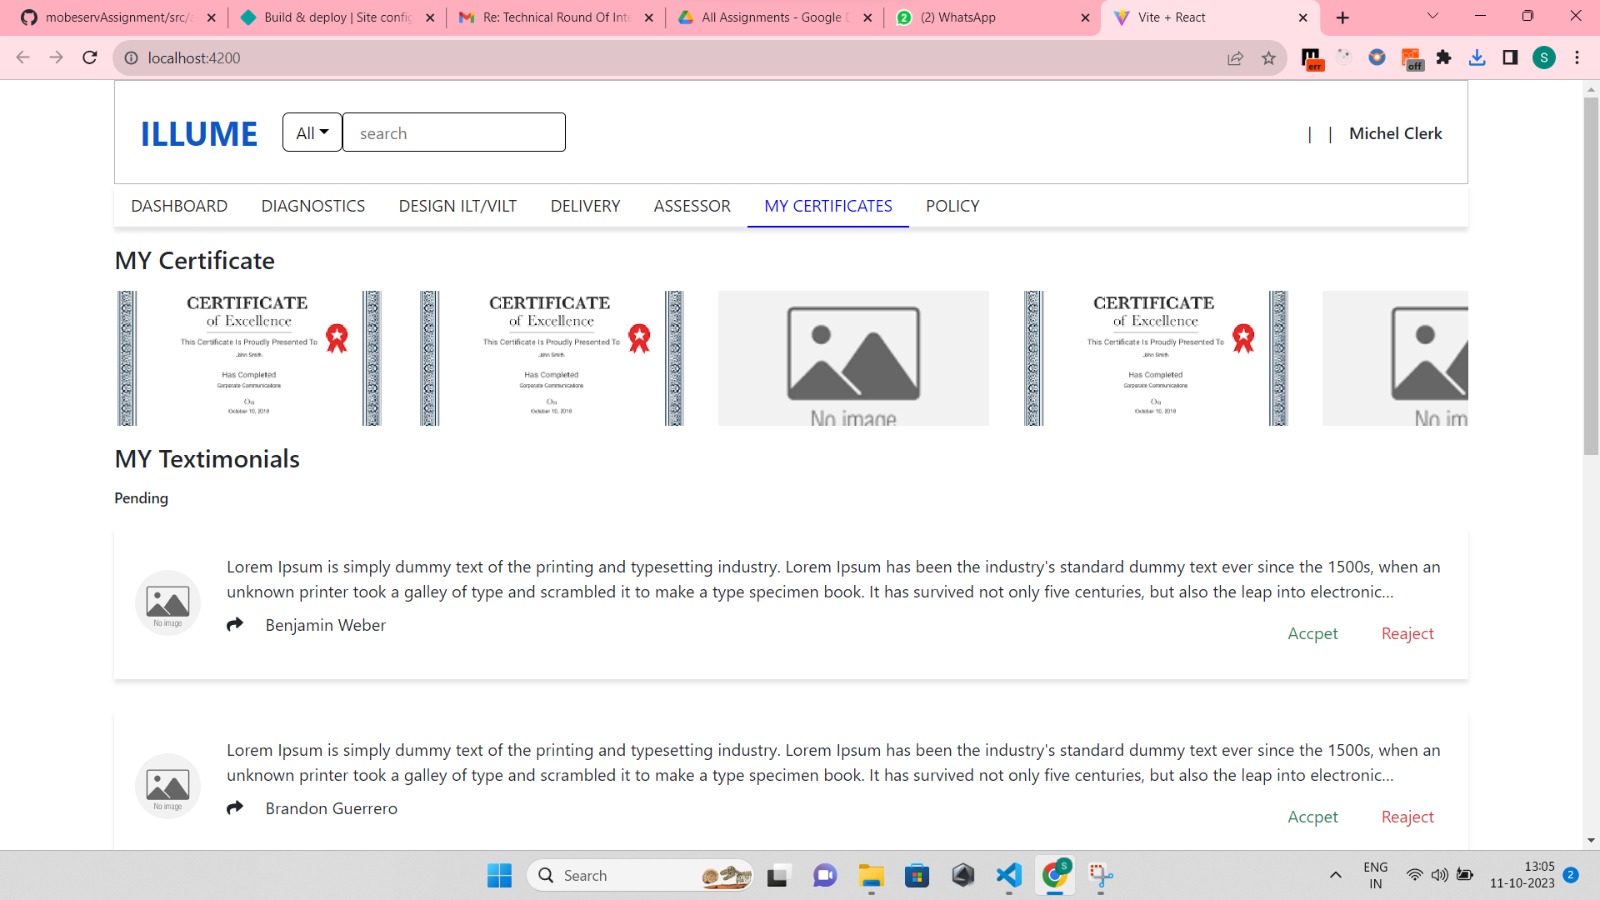 mobeservAssignment/src/
Build & deploy | Site config
Re: Technical Round Of Inte
All Assignments - Google D
(2) WhatsApp
Vite + React
localhost:4200
err
off
S
ILLUME
All
search
| | Michel Clerk
DASHBOARD DIAGNOSTICS DESIGN ILT/VILT DELIVERY ASSESSOR MY CERTIFICATES POLICY
MY Certificate
CERTIFICATE
of Excellence
This Certificate Is Proudly Presented To
John Smith
Has Completed
Corporate Communications
On
October 10, 2018
CERTIFICATE
of Excellence
This Certificate Is Proudly Presented To
John Smith
Has Completed
Corporate Communications
On
October 10, 2018
No image
CERTIFICATE
of Excellence
This Certificate Is Proudly Presented To
John Smith
Has Completed
Corporate Communications
On
October 10, 2018
No im
MY Textimonials
Pending
No image
Lorem Ipsum is simply dummy text of the printing and typesetting industry. Lorem Ipsum has been the industry's standard dummy text ever since the 1500s, when an
unknown printer took a galley of type and scrambled it to make a type specimen book. It has survived not only five centuries, but also the leap into electronic...
Benjamin Weber
Accpet Reaject
No image
Lorem Ipsum is simply dummy text of the printing and typesetting industry. Lorem Ipsum has been the industry's standard dummy text ever since the 1500s, when an
unknown printer took a galley of type and scrambled it to make a type specimen book. It has survived not only five centuries, but also the leap into electronic...
Brandon Guerrero
Accpet Reaject
Search
S
ENG
IN
13:05
11-10-2023
2